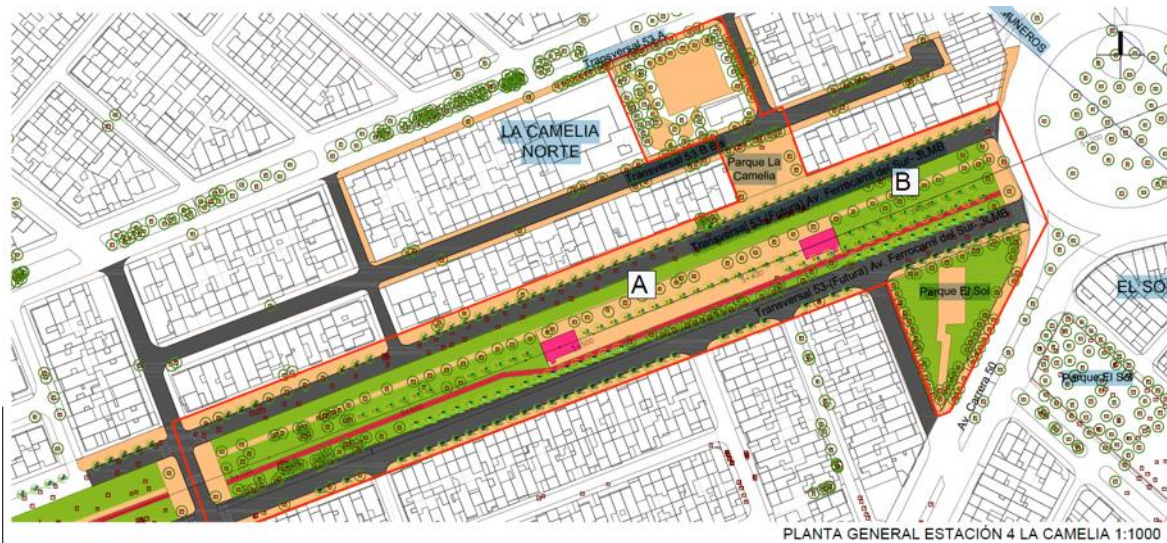 MUNEROS
Transversal 53 A
LA CAMELIA
NORTE
Transversal 53 B Bis
Parque La
Camelia
B
Transversal 53-(Futura) Av. Ferrocarril del Sur- 3LMB
A
Transversal 53-(Futura) Av. Ferrocarril del Sur- 3LMB
Parque El Sol
EL SO
Parque El Sol
Av. Carrera 50
PLANTA GENERAL ESTACIÓN 4 LA CAMELIA 1:1000